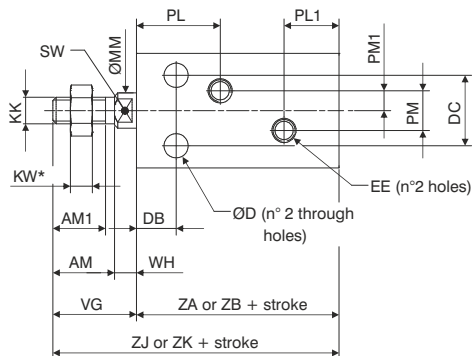 PL
PL1
SW
ØMM
PM1
KK
PM
DC
KW*
EE (n°2 holes)
AM1
DB
ØD (n° 2 through
holes)
AM
WH
VG
ZA or ZB + stroke
ZJ or ZK + stroke